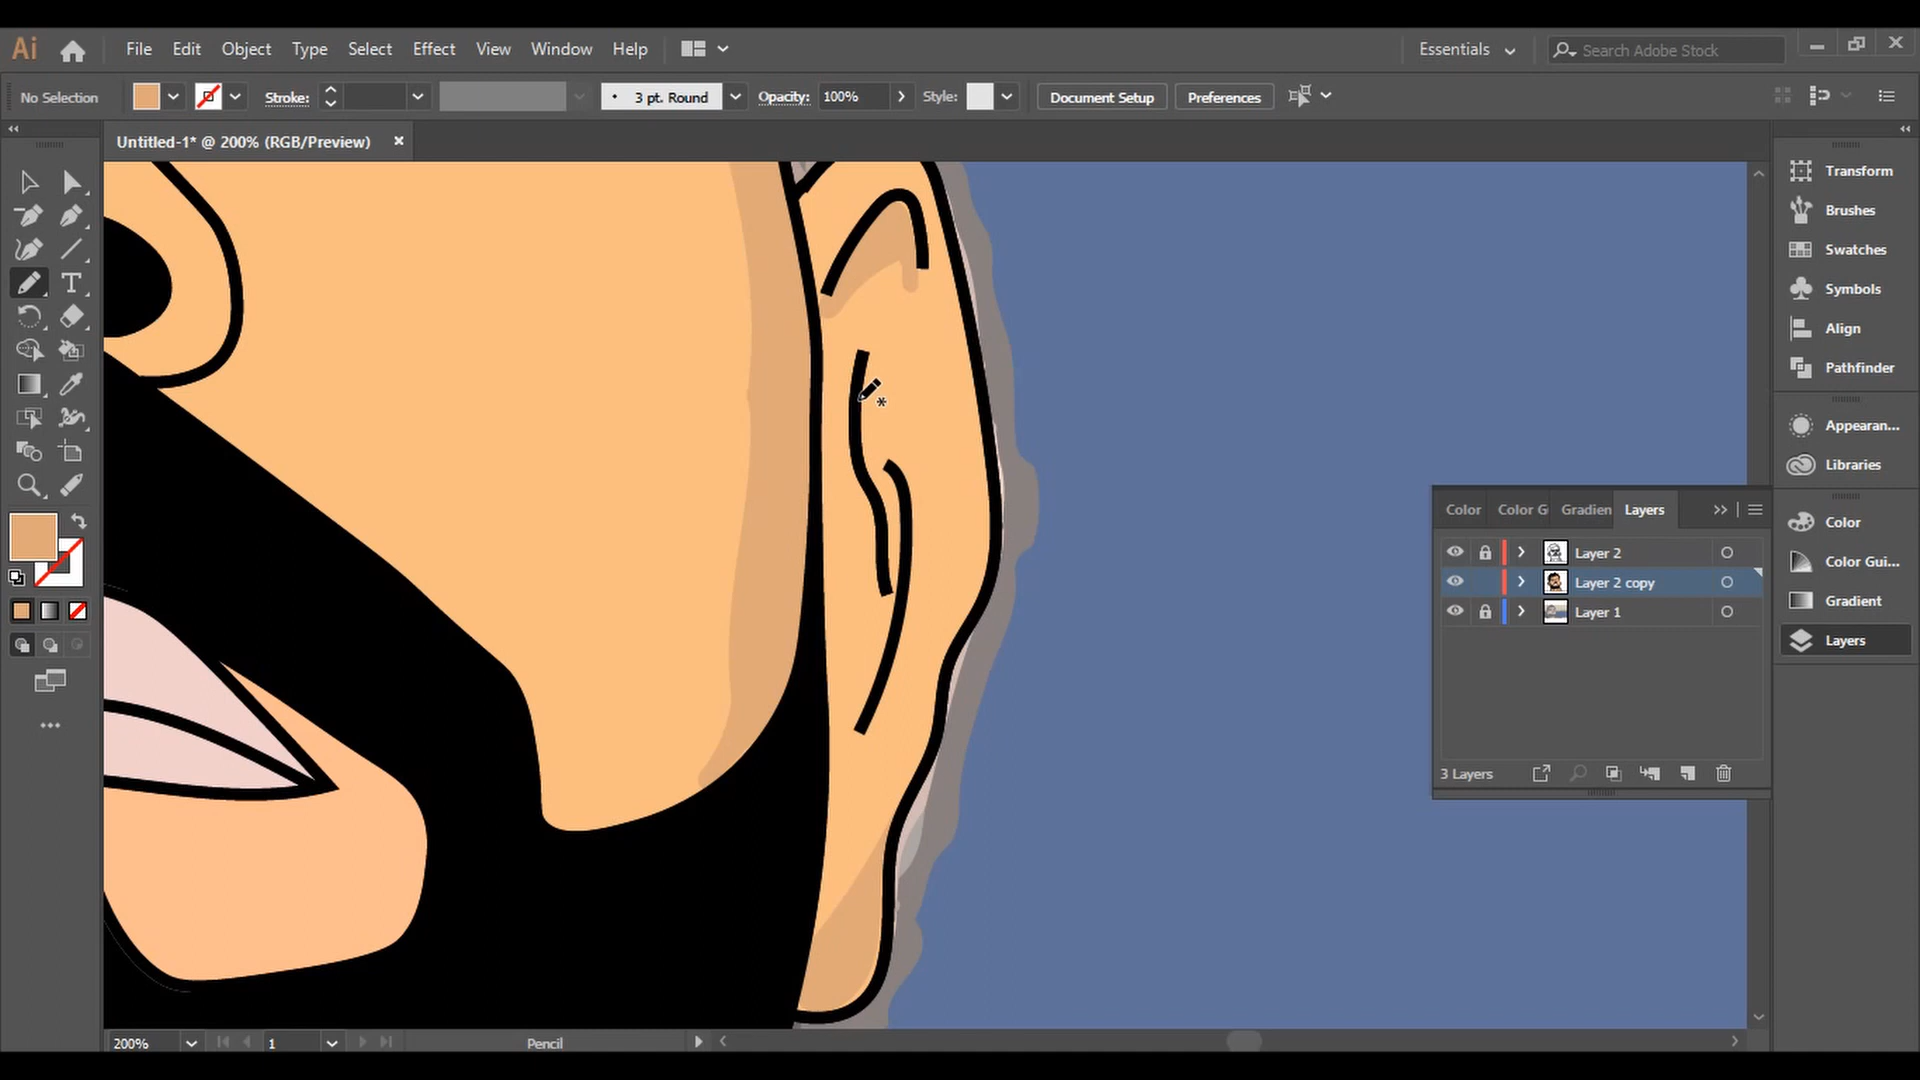 Ai File Edit Object Type Select Effect View Window Help Essentials Search Adobe Stock
No Selection Stroke: 3 pt. Round Opacity: 100% Style: Document Setup Preferences
Untitled-1* @ 200% (RGB/Preview) ×
Transform
Brushes
Swatches
Symbols
Align
Pathfinder
Appearan...
Libraries
Color
Color Gui...
Gradient
Layers
Color Color G Gradien Layers
Layer 2
Layer 2 copy
Layer 1
3 Layers
200% 1 Pencil